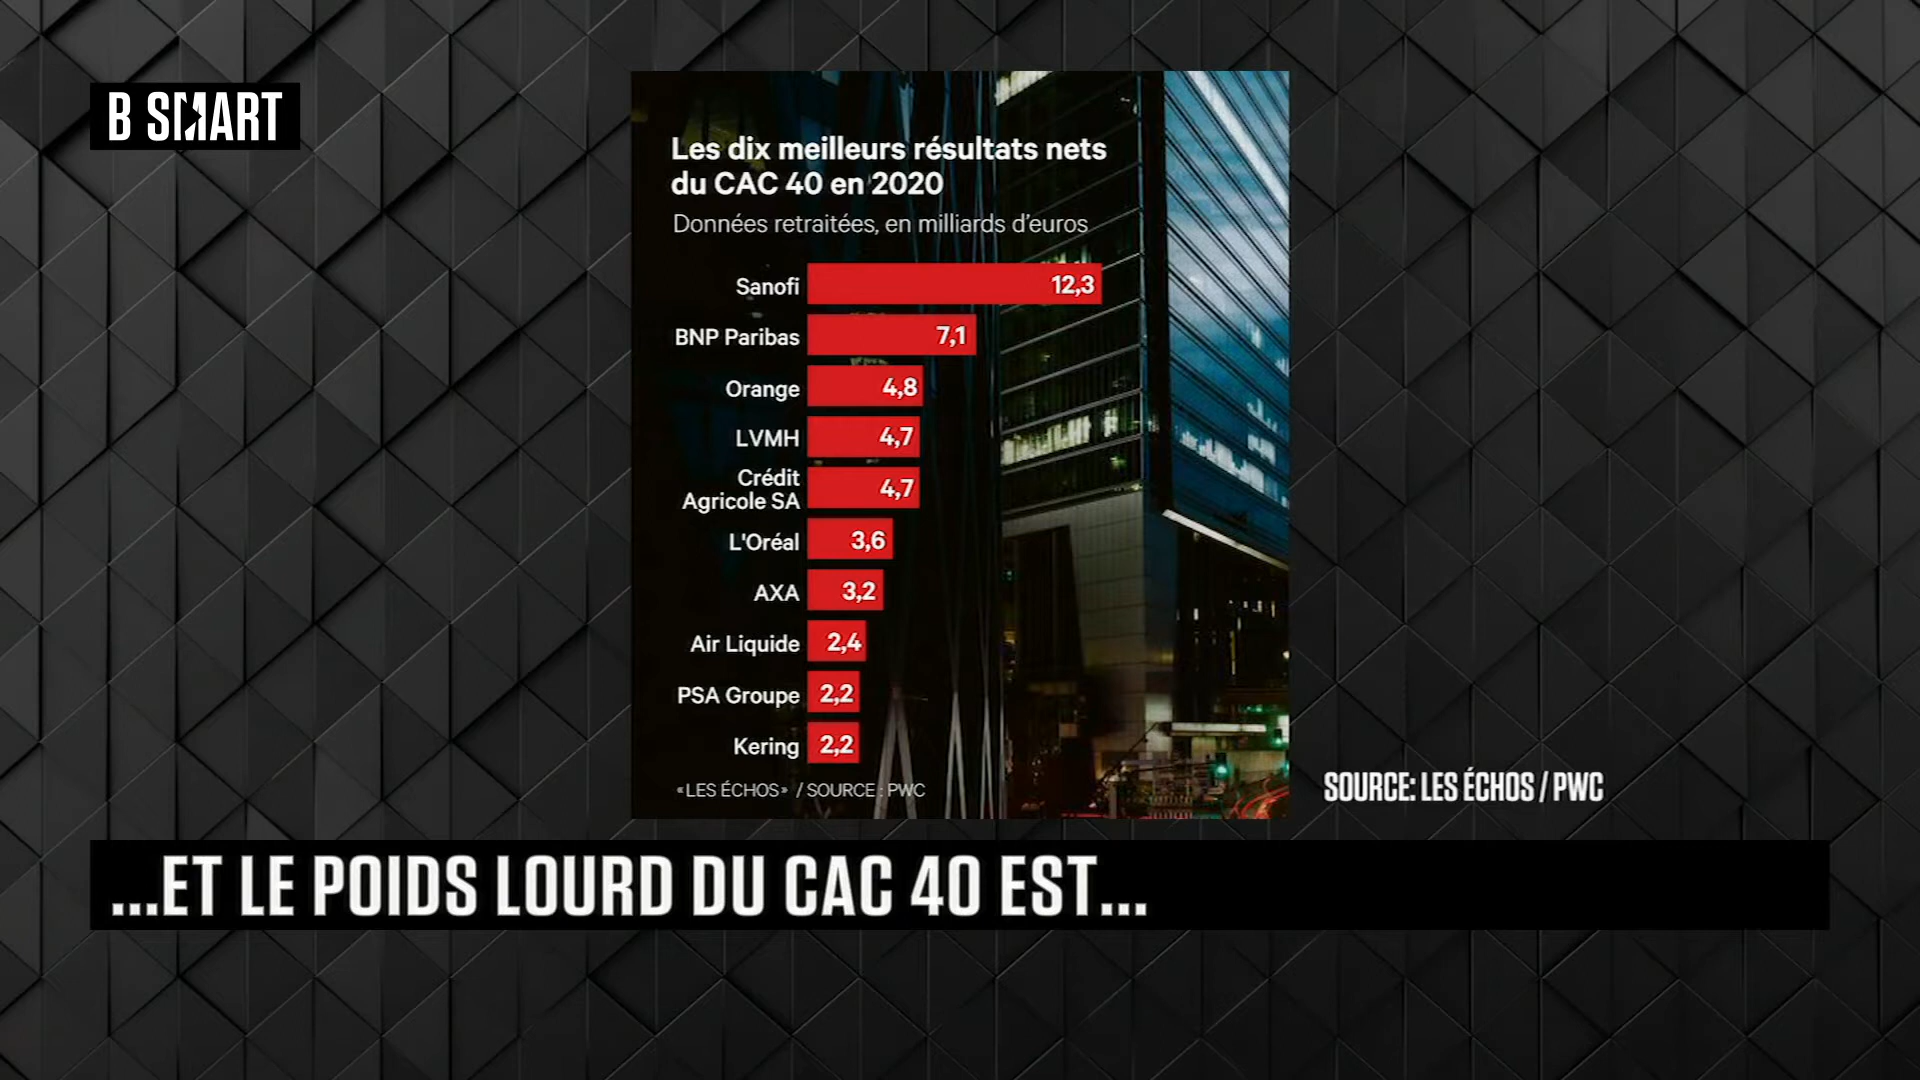 B SMART
Les dix meilleurs résultats nets
du CAC 40 en 2020
Données retraitées, en milliards d'euros
Sanofi 12,3
BNP Paribas 7,1
Orange 4,8
LVMH 4,7
Crédit
Agricole SA 4,7
L'Oréal 3,6
AXA 3,2
Air Liquide 2,4
PSA Groupe 2,2
Kering 2,2
« LES ÉCHOS » / SOURCE : PWC
SOURCE: LES ÉCHOS / PWC
...ET LE POIDS LOURD DU CAC 40 EST...